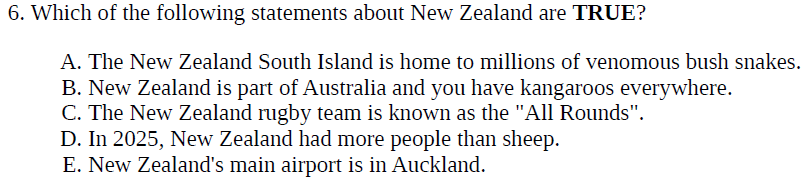 6. Which of the following statements about New Zealand are TRUE?
A. The New Zealand South Island is home to millions of venomous bush snakes.
B. New Zealand is part of Australia and you have kangaroos everywhere.
C. The New Zealand rugby team is known as the "All Rounds".
D. In 2025, New Zealand had more people than sheep.
E. New Zealand's main airport is in Auckland.